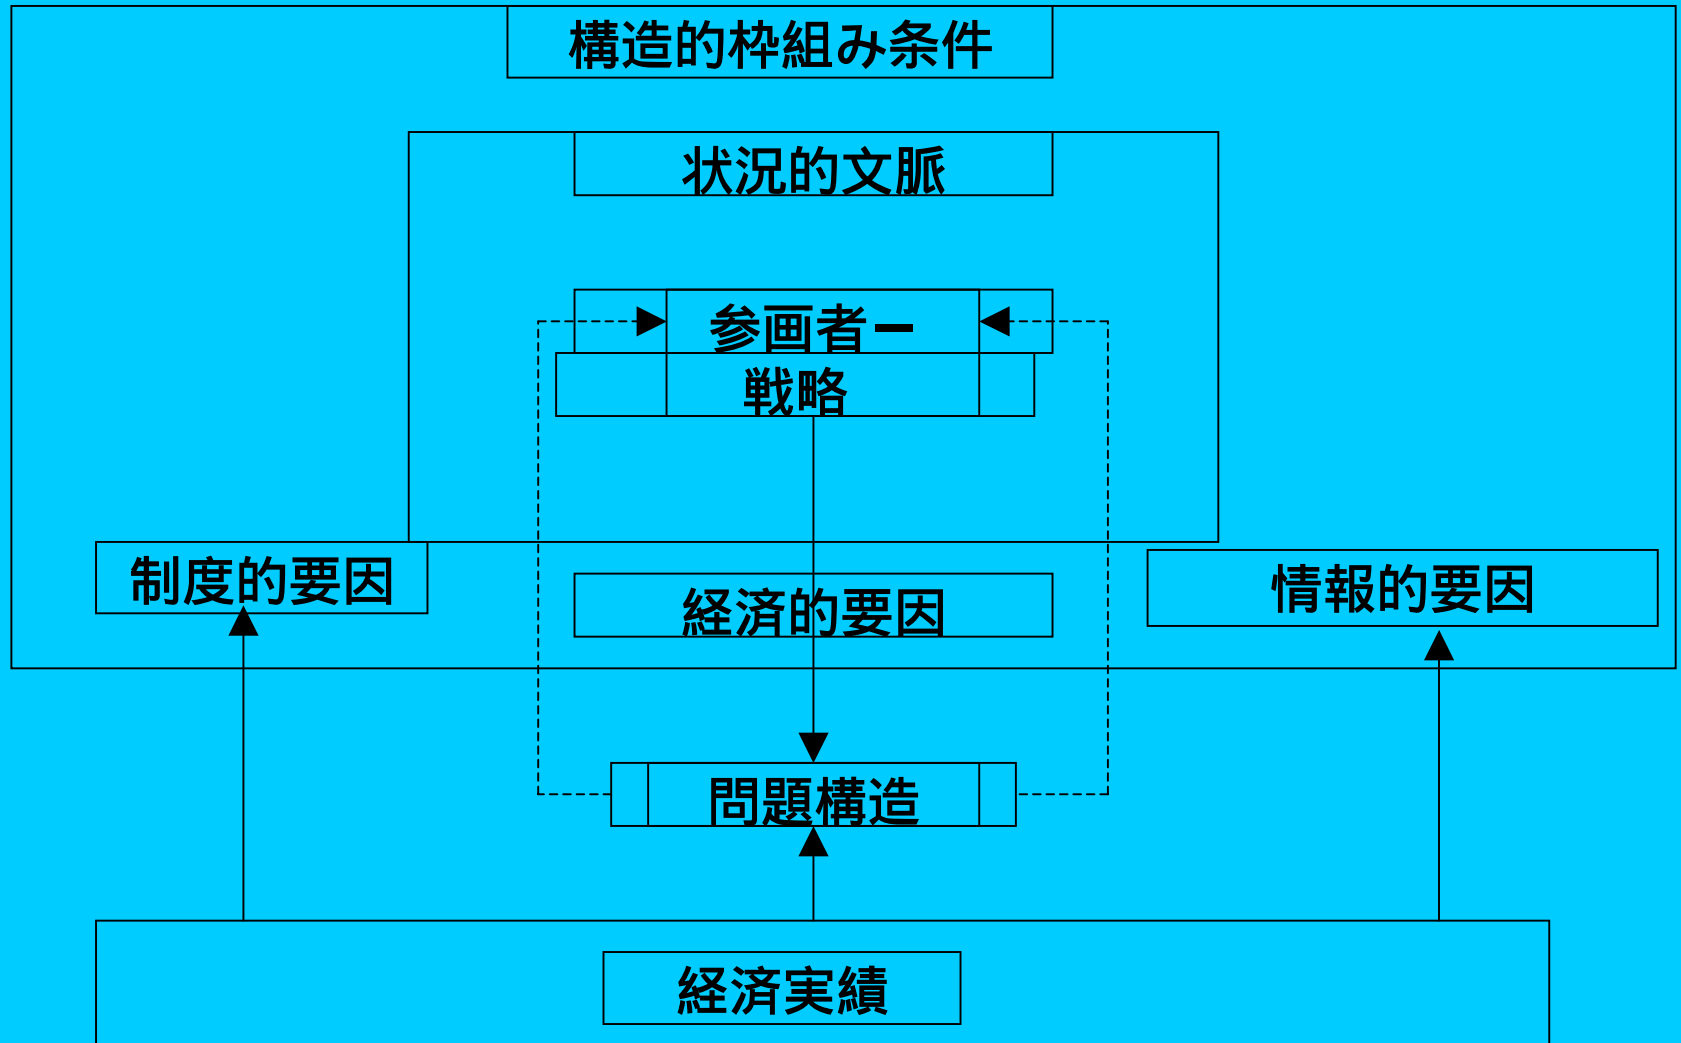 構造的枠組み条件
状況的文脈
参画者ー
戦略
制度的要因
経済的要因
情報的要因
問題構造
経済実績